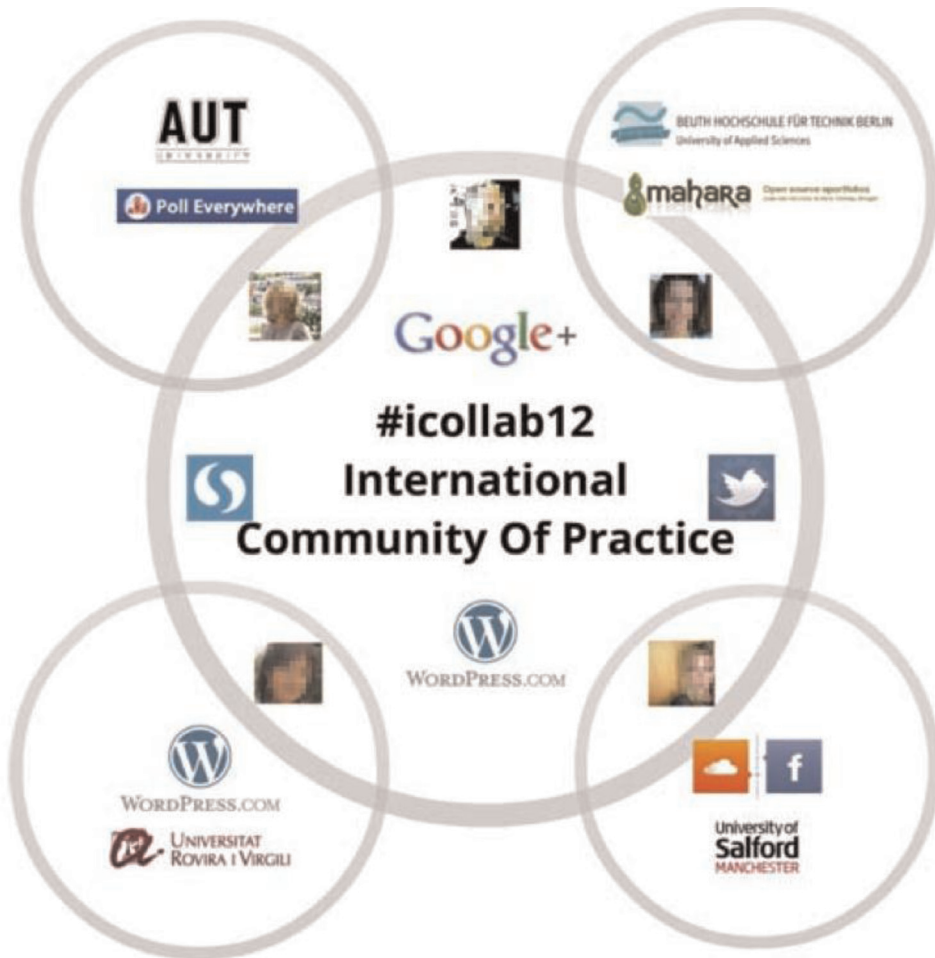 AUT
UNIVERSITY
Poll Everywhere
BEUTH HOCHSCHULE FÜR TECHNIK BERLIN
University of Applied Sciences
mahara
Open source eportfolios
Google+
#icollab12
International
Community Of Practice
WORDPRESS.COM
WORDPRESS.COM
UNIVERSITAT
ROVIRA I VIRGILI
f
University of
Salford
MANCHESTER